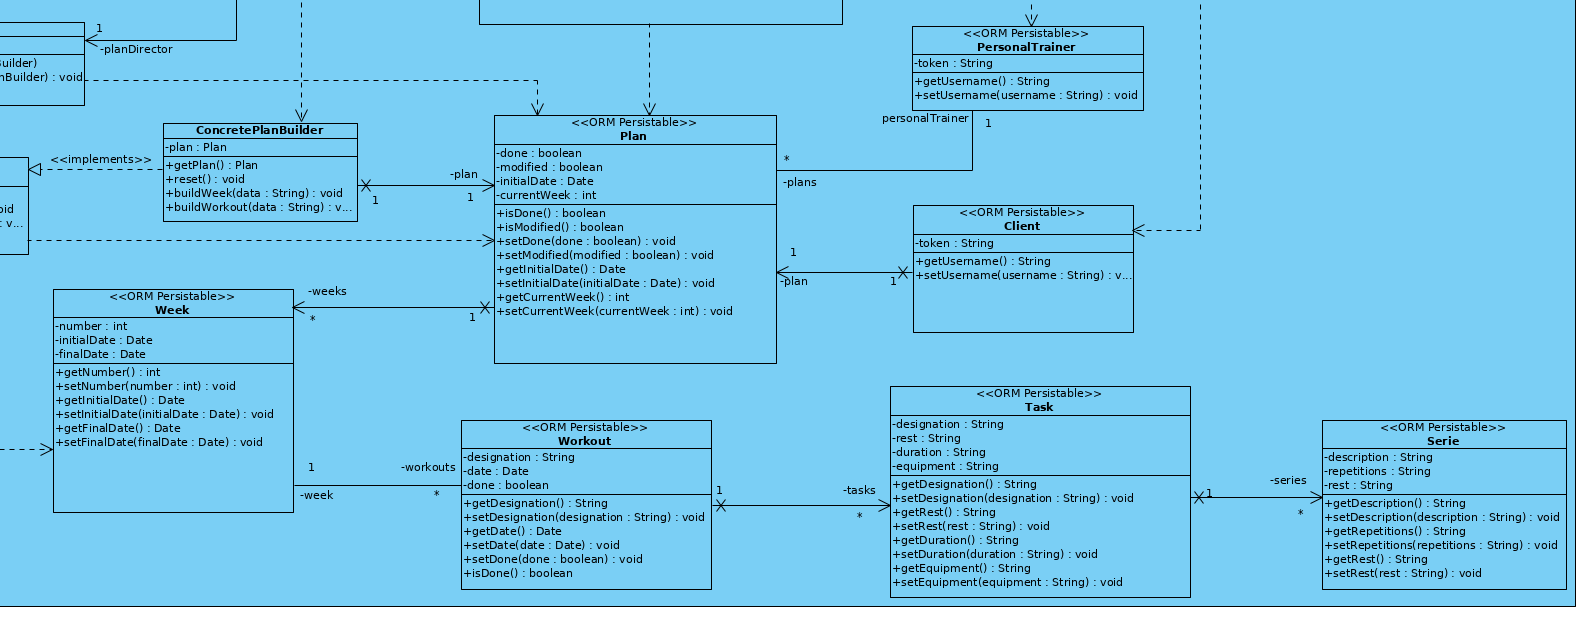 1
-planDirector
Builder)
nBuilder) : void
<<implements>>
oid
: v...
ConcretePlanBuilder
-plan : Plan
+getPlan() : Plan
+reset() : void
+buildWeek(data : String) : void
+buildWorkout(data : String) : v...
-plan
1
1
<<ORM Persistable>>
Plan
-done : boolean
-modified : boolean
-initialDate : Date
-currentWeek : int
+isDone() : boolean
+isModified() : boolean
+setDone(done : boolean) : void
+setModified(modified : boolean) : void
+getInitialDate() : Date
+setInitialDate(initialDate : Date) : void
+getCurrentWeek() : int
+setCurrentWeek(currentWeek : int) : void
<<ORM Persistable>>
PersonalTrainer
-token : String
+getUsername() : String
+setUsername(username : String) : void
personalTrainer
1
*
-plans
<<ORM Persistable>>
Client
-token : String
+getUsername() : String
+setUsername(username : String) : v...
1
-plan
1
-weeks
*
1
<<ORM Persistable>>
Week
-number : int
-initialDate : Date
-finalDate : Date
+getNumber() : int
+setNumber(number : int) : void
+getInitialDate() : Date
+setInitialDate(initialDate : Date) : void
+getFinalDate() : Date
+setFinalDate(finalDate : Date) : void
1
-week
-workouts
*
<<ORM Persistable>>
Workout
-designation : String
-date : Date
-done : boolean
+getDesignation() : String
+setDesignation(designation : String) : void
+getDate() : Date
+setDate(date : Date) : void
+setDone(done : boolean) : void
+isDone() : boolean
1
-tasks
*
<<ORM Persistable>>
Task
-designation : String
-rest : String
-duration : String
-equipment : String
+getDesignation() : String
+setDesignation(designation : String) : void
+getRest() : String
+setRest(rest : String) : void
+getDuration() : String
+setDuration(duration : String) : void
+getEquipment() : String
+setEquipment(equipment : String) : void
1
-series
*
<<ORM Persistable>>
Serie
-description : String
-repetitions : String
-rest : String
+getDescription() : String
+setDescription(description : String) : void
+getRepetitions() : String
+setRepetitions(repetitions : String) : void
+getRest() : String
+setRest(rest : String) : void